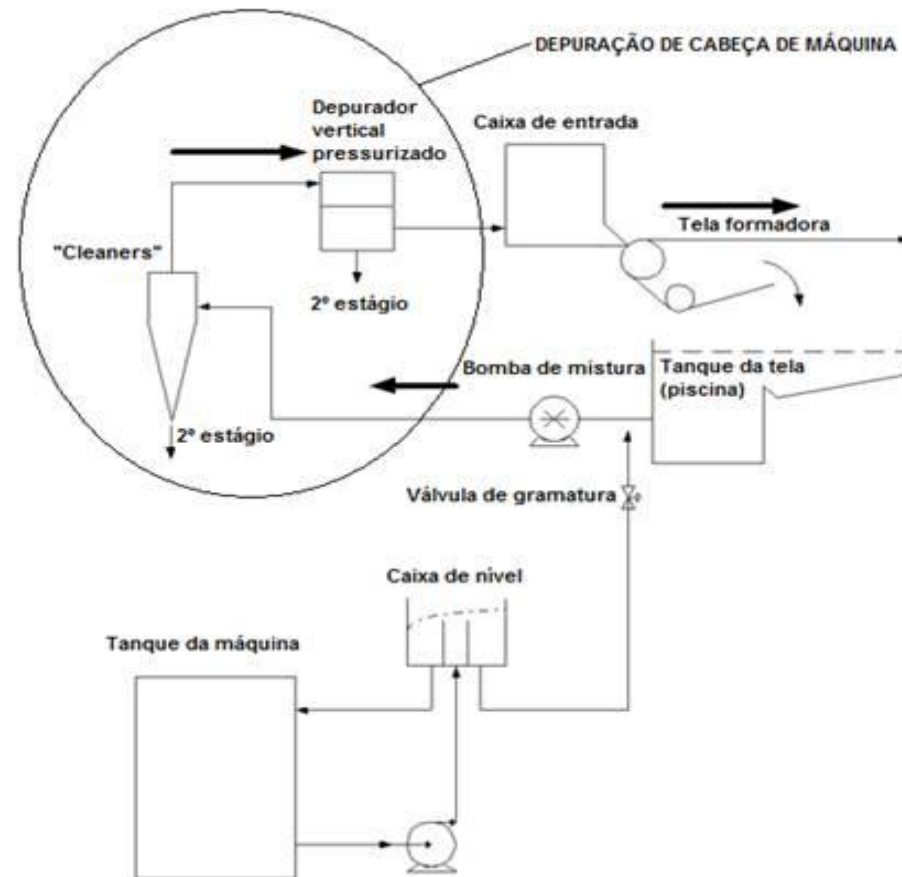 DEPURAÇÃO DE CABEÇA DE MÁQUINA
Depurador
vertical
pressurizado
Caixa de entrada
Tela formadora
"Cleaners"
2º estágio
Bomba de mistura
Tanque da tela
(piscina)
2º estágio
Válvula de gramatura
Caixa de nível
Tanque da máquina